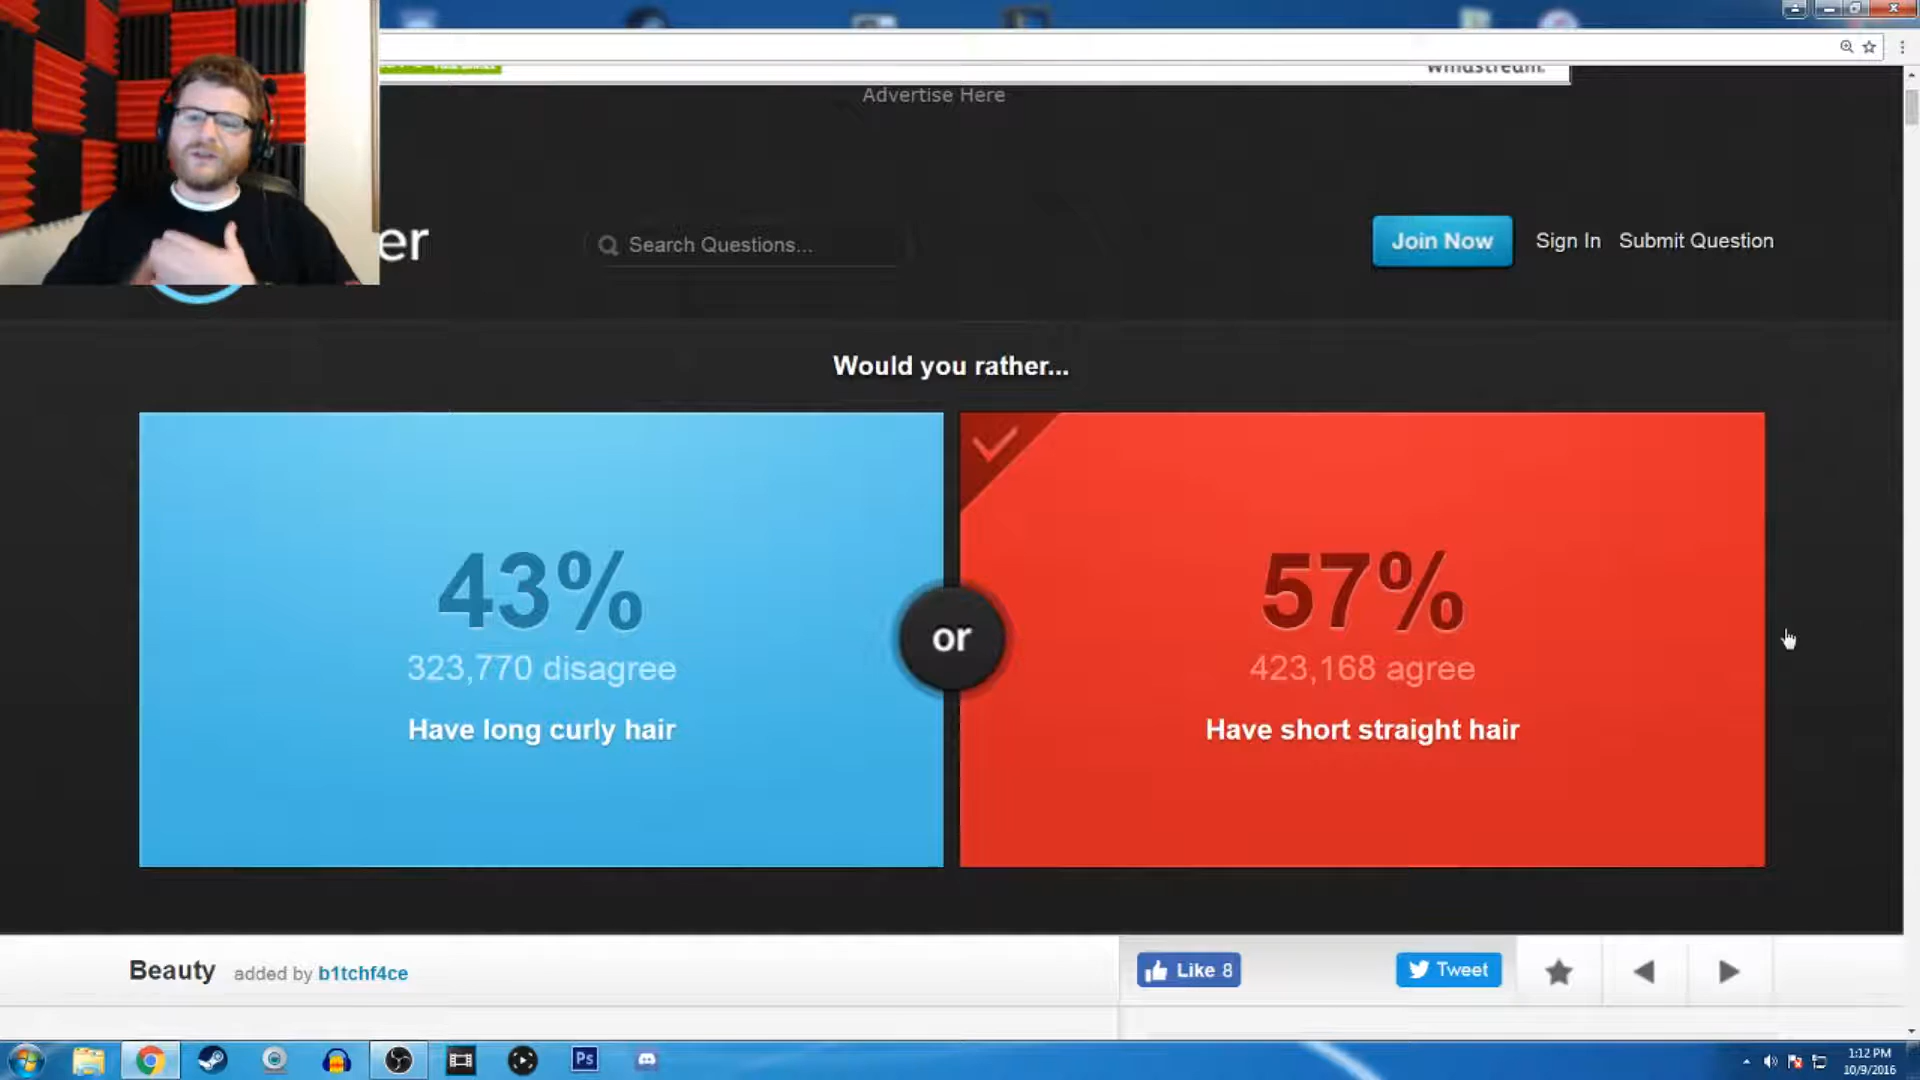 windstream.
Advertise Here
er
Search Questions...
Join Now
Sign In
Submit Question
Would you rather...
43%
323,770 disagree
Have long curly hair
or
57%
423,168 agree
Have short straight hair
Beauty added by b1tchf4ce
Like 8
Tweet
Ps
1:12 PM
10/9/2016